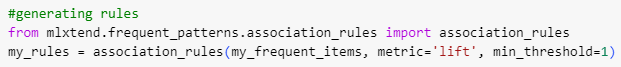 #generating rules
from mlxtend.frequent_patterns.association_rules import association_rules
my_rules = association_rules(my_frequent_items, metric='lift', min_threshold=1)